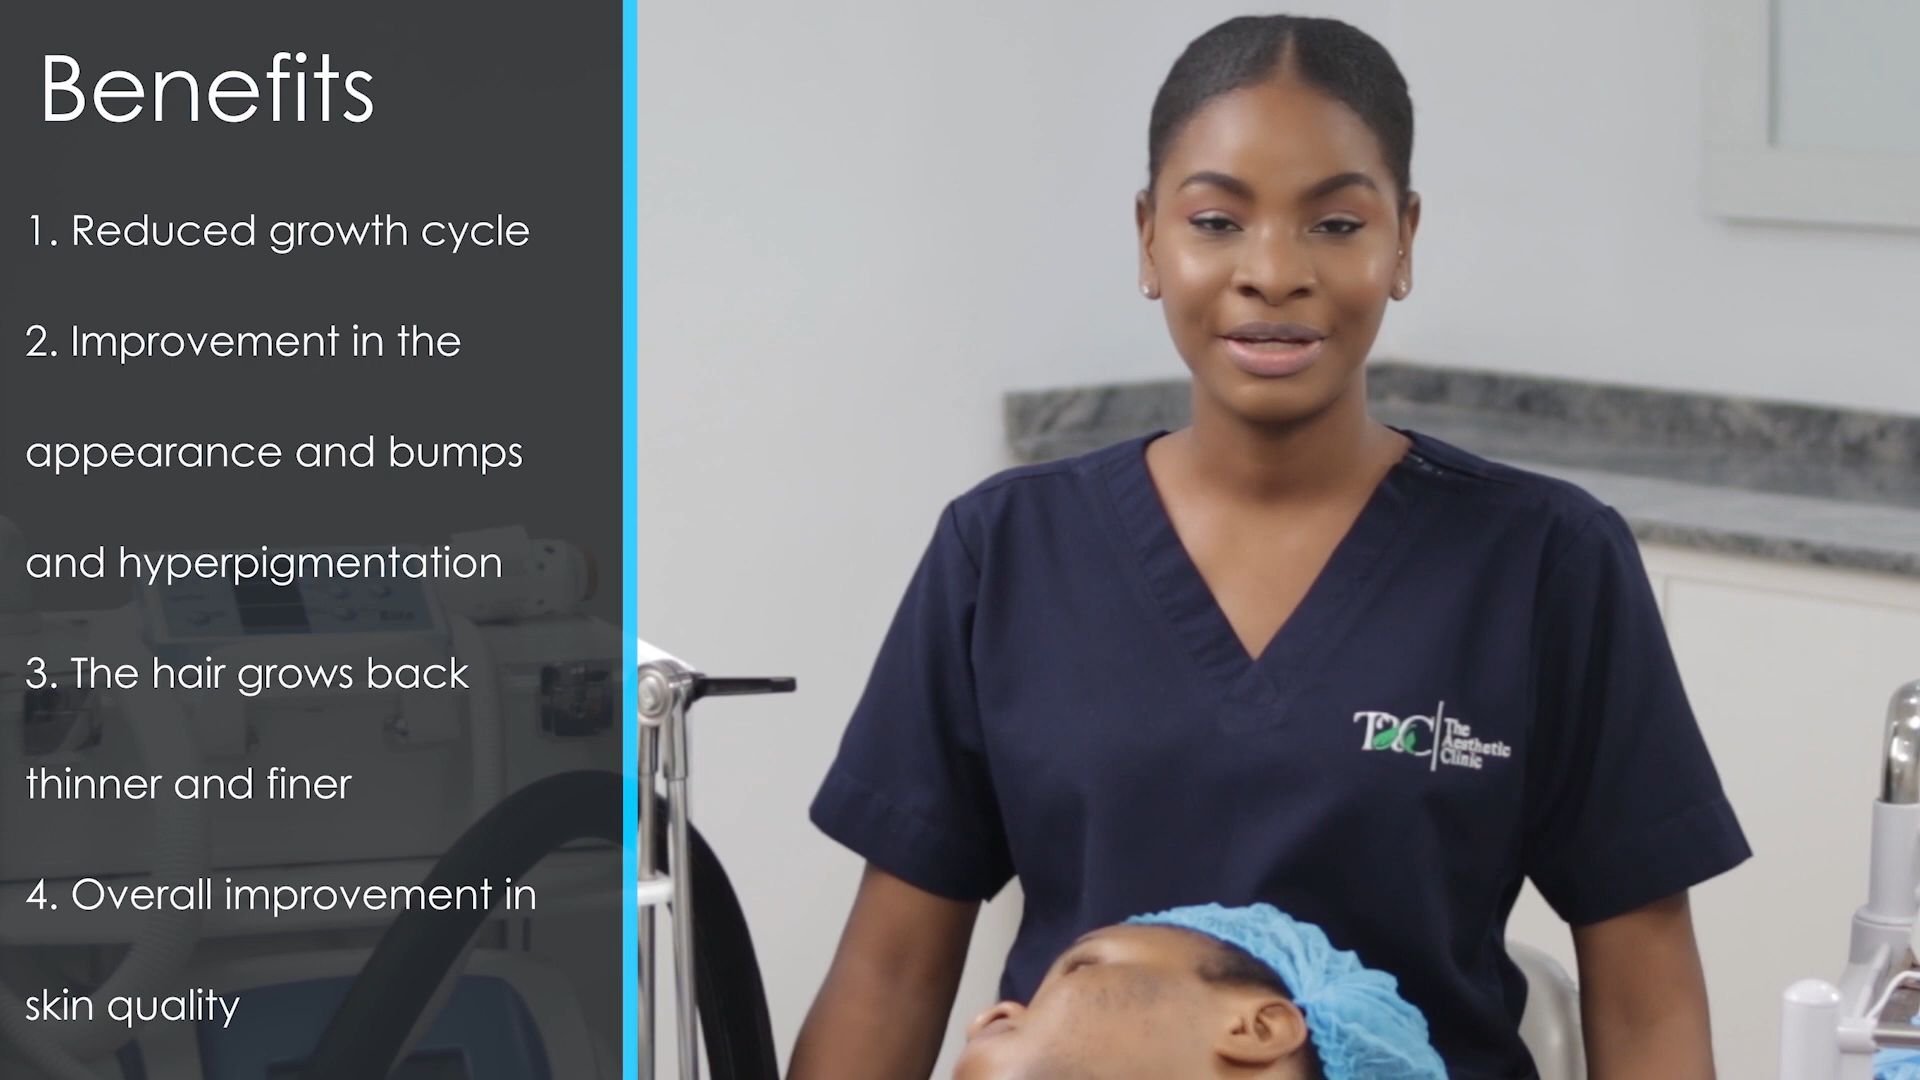 Benefits
1. Reduced growth cycle
2. Improvement in the
appearance and bumps
and hyperpigmentation
3. The hair grows back
thinner and finer
4. Overall improvement in
skin quality
The
Aesthetic
Clinic